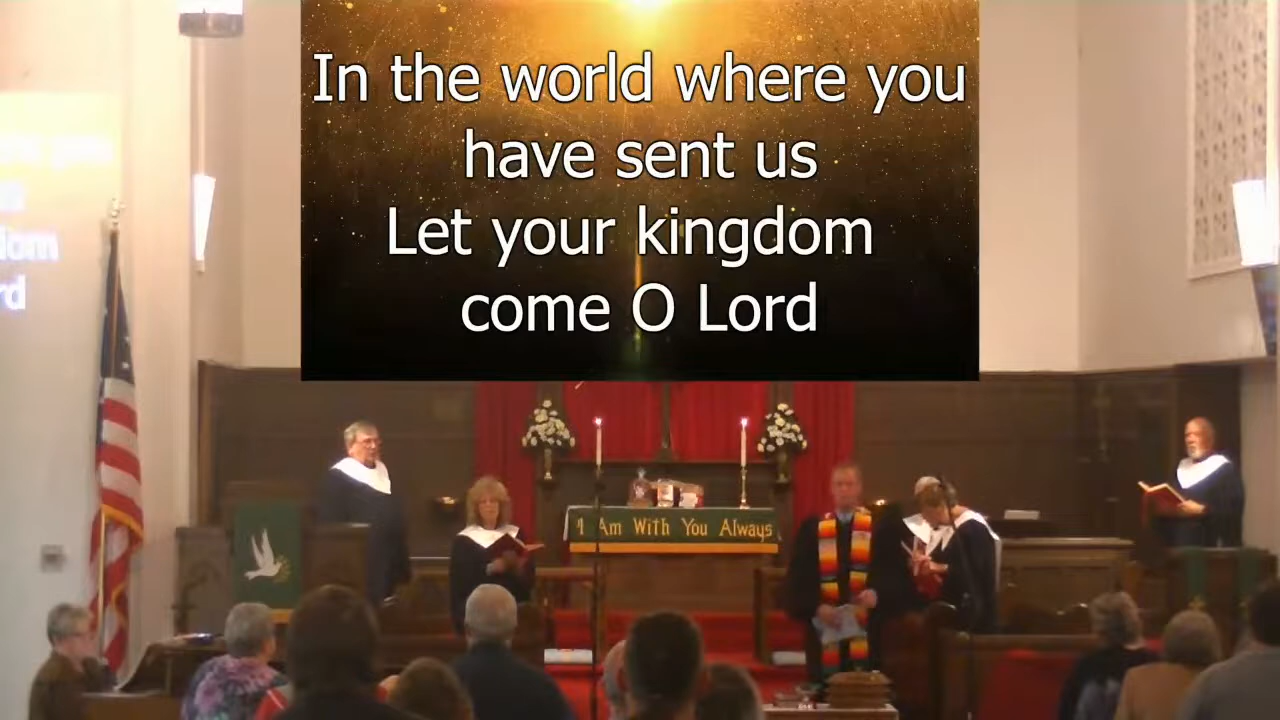 In the world where you
have sent us
Let your kingdom
come O Lord
I Am With You Always